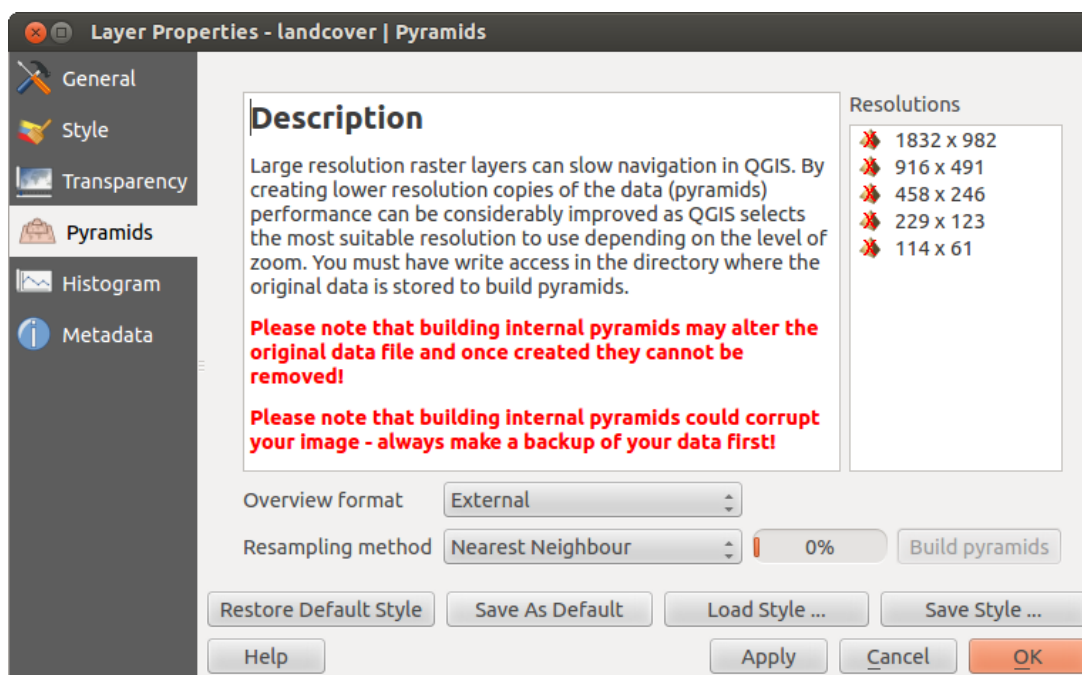 Layer Properties - landcover | Pyramids
General
Style
Transparency
Pyramids
Histogram
Metadata
Description
Large resolution raster layers can slow navigation in QGIS. By
creating lower resolution copies of the data (pyramids)
performance can be considerably improved as QGIS selects
the most suitable resolution to use depending on the level of
zoom. You must have write access in the directory where the
original data is stored to build pyramids.
Please note that building internal pyramids may alter the
original data file and once created they cannot be
removed!
Please note that building internal pyramids could corrupt
your image - always make a backup of your data first!
Resolutions
1832 x 982
916 x 491
458 x 246
229 x 123
114 x 61
Overview format External
Resampling method Nearest Neighbour 0% Build pyramids
Restore Default Style Save As Default Load Style ... Save Style ...
Help Apply Cancel OK